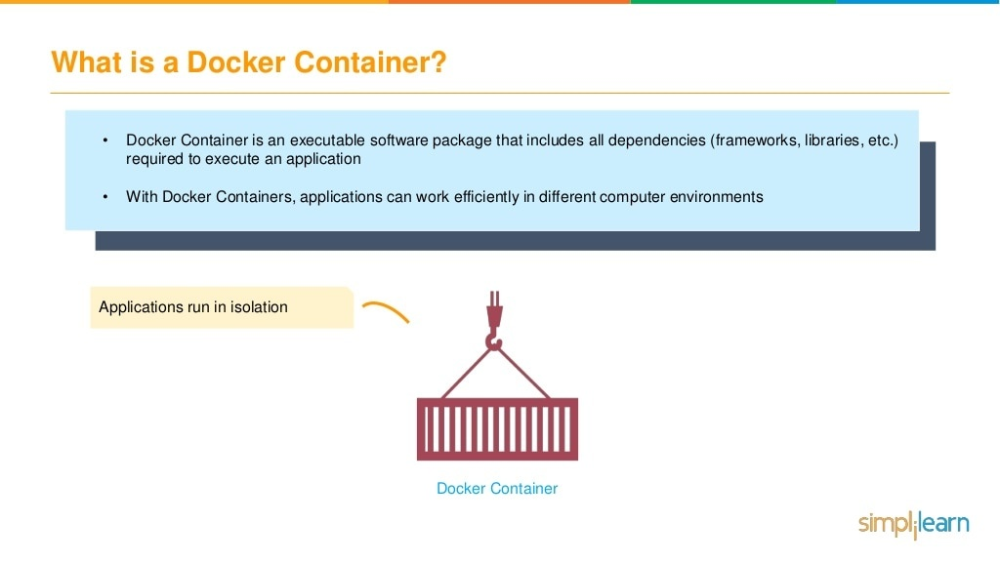 What is a Docker Container?
• Docker Container is an executable software package that includes all dependencies (frameworks, libraries, etc.)
required to execute an application
• With Docker Containers, applications can work efficiently in different computer environments
Applications run in isolation
Docker Container
simplilearn